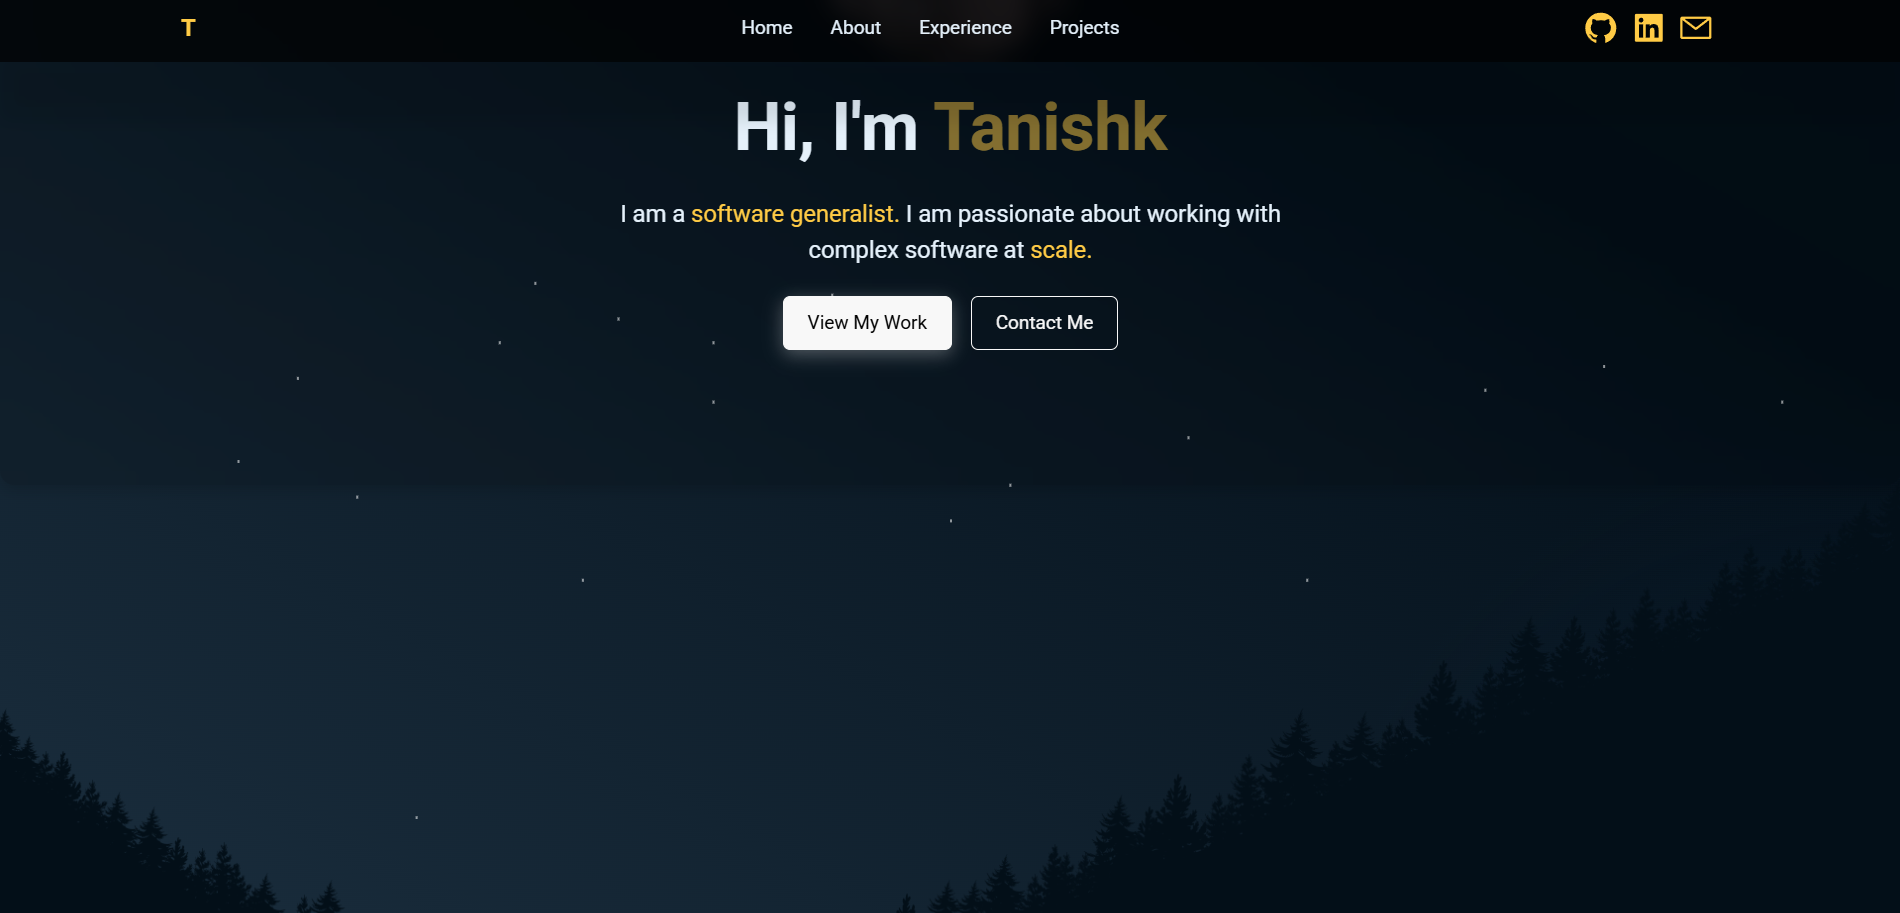 T
Home About Experience Projects
Hi, I'm Tanishk
I am a software generalist. I am passionate about working with
complex software at scale.
View My Work Contact Me